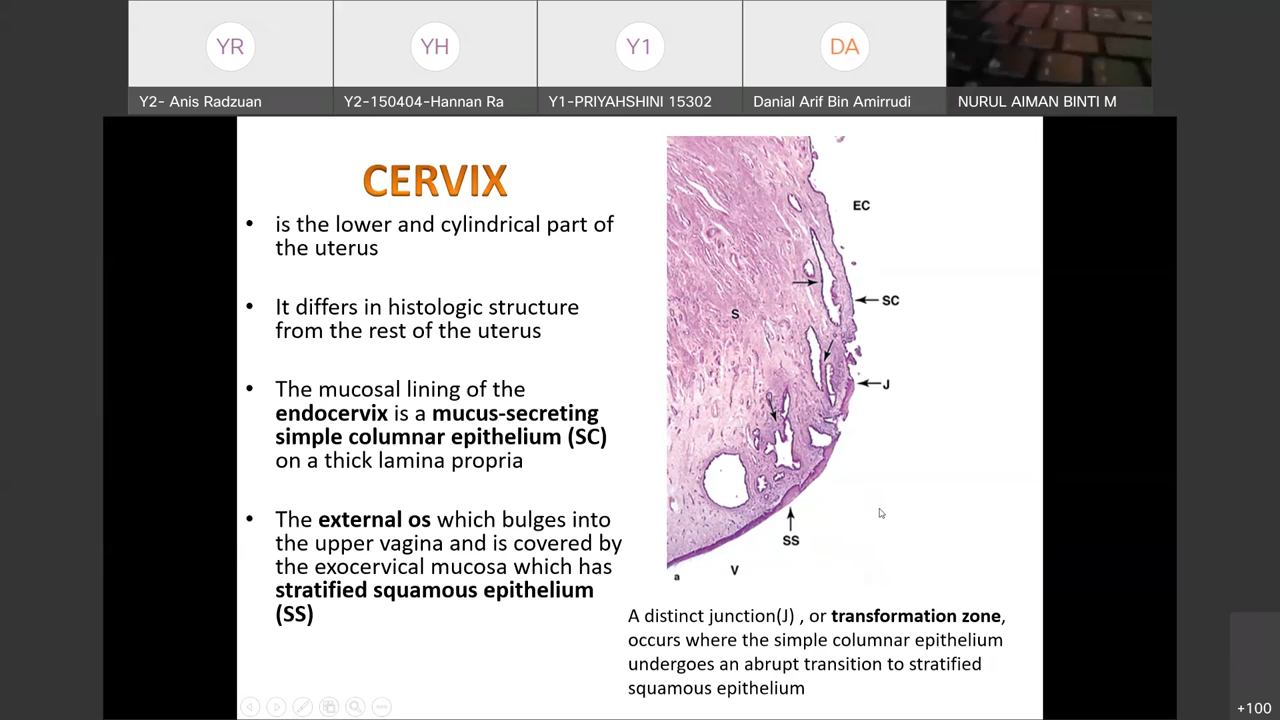 YR
YH
Y1
DA
Y2- Anis Radzuan
Y2-150404-Hannan Ra
Y1-PRIYAHSHINI 15302
Danial Arif Bin Amirrudi
NURUL AIMAN BINTI M
CERVIX
• is the lower and cylindrical part of
the uterus
• It differs in histologic structure
from the rest of the uterus
• The mucosal lining of the
endocervix is a mucus-secreting
simple columnar epithelium (SC)
on a thick lamina propria
• The external os which bulges into
the upper vagina and is covered by
the exocervical mucosa which has
stratified squamous epithelium
(SS)
EC
SC
S
J
SS
V
a
A distinct junction(J) , or transformation zone,
occurs where the simple columnar epithelium
undergoes an abrupt transition to stratified
squamous epithelium
+100